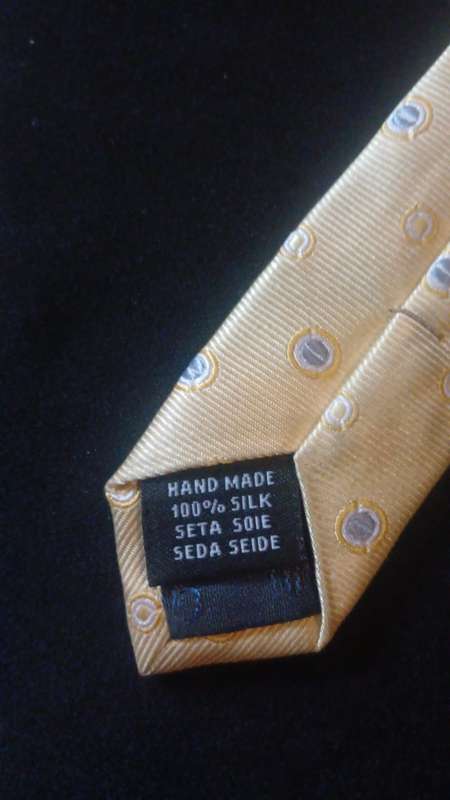 HAND MADE
100% SILK
SETA SOIE
SEDA SEIDE